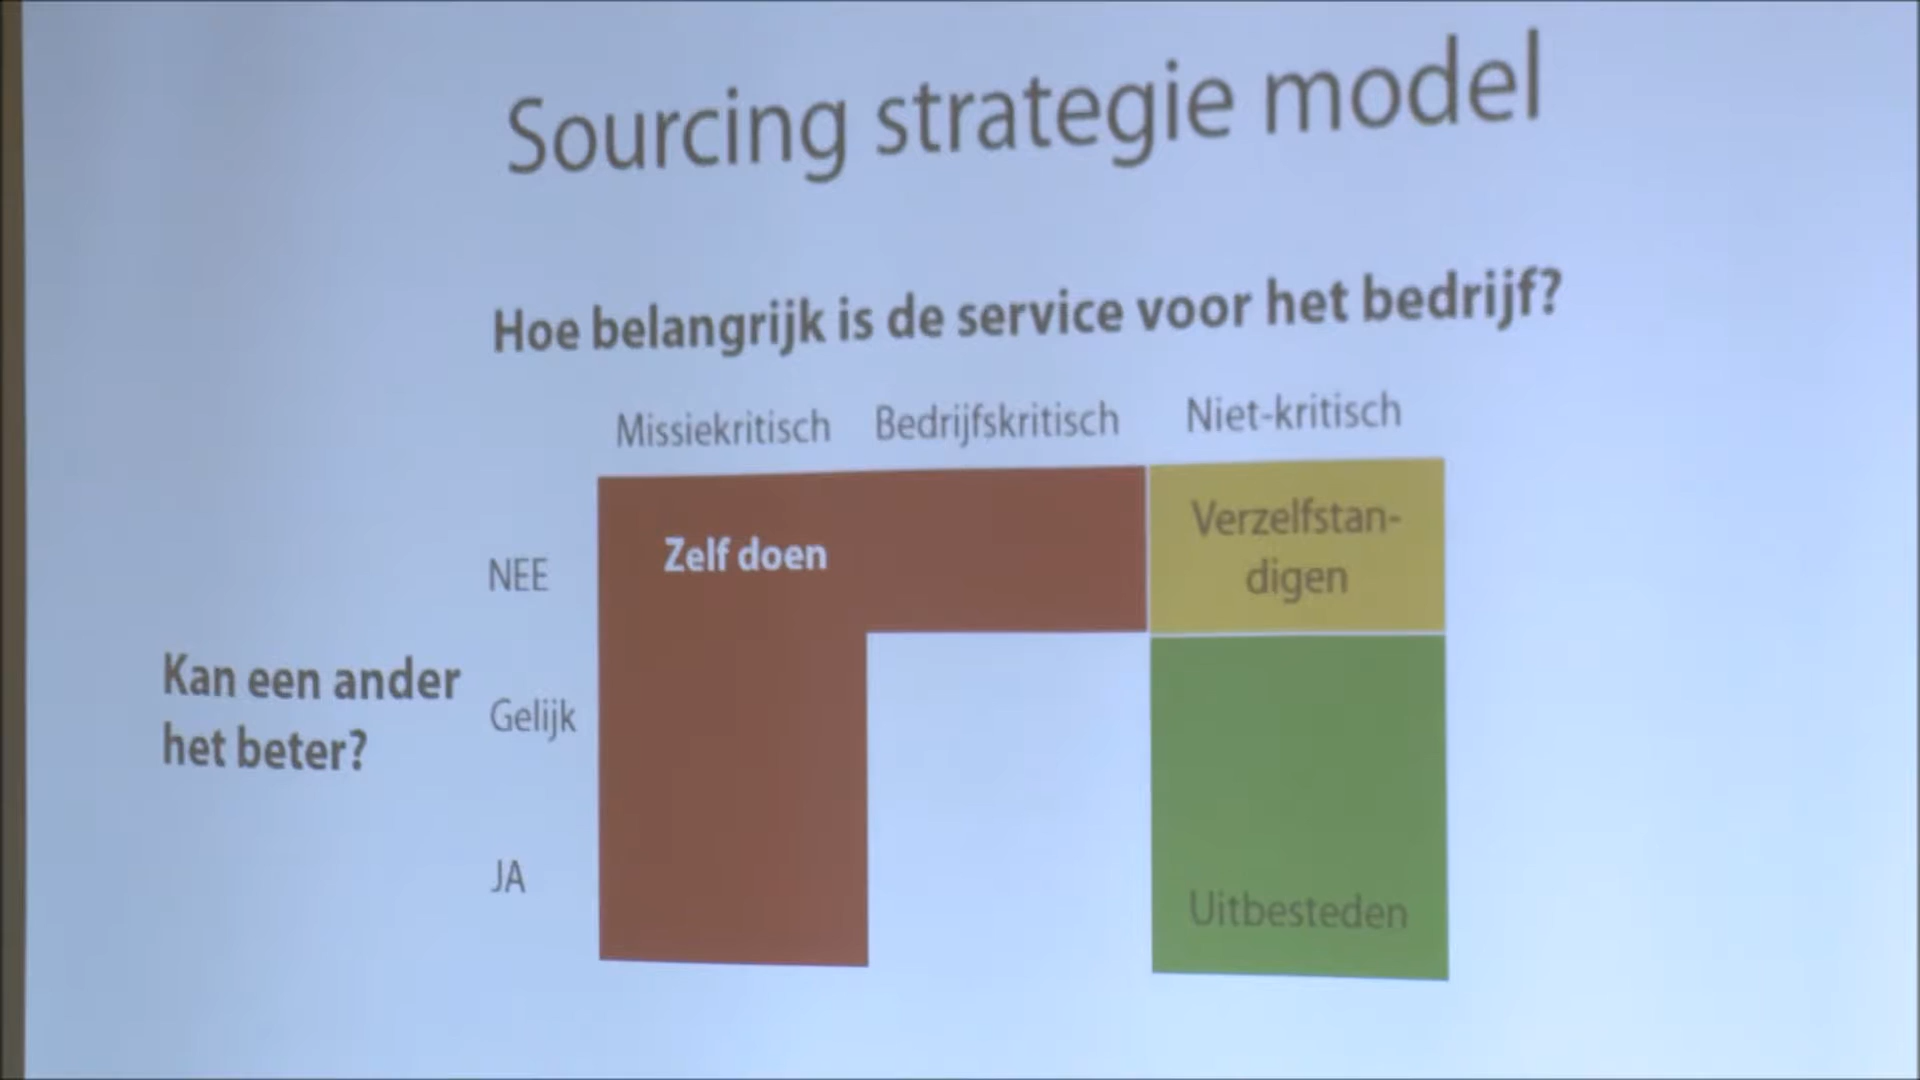 Sourcing strategie model
Hoe belangrijk is de service voor het bedrijf?
Missiekritisch Bedrijfskritisch Niet-kritisch
NEE
Zelf doen
Verzelfstan-
digen
Kan een ander
het beter?
Gelijk
JA
Uitbesteden